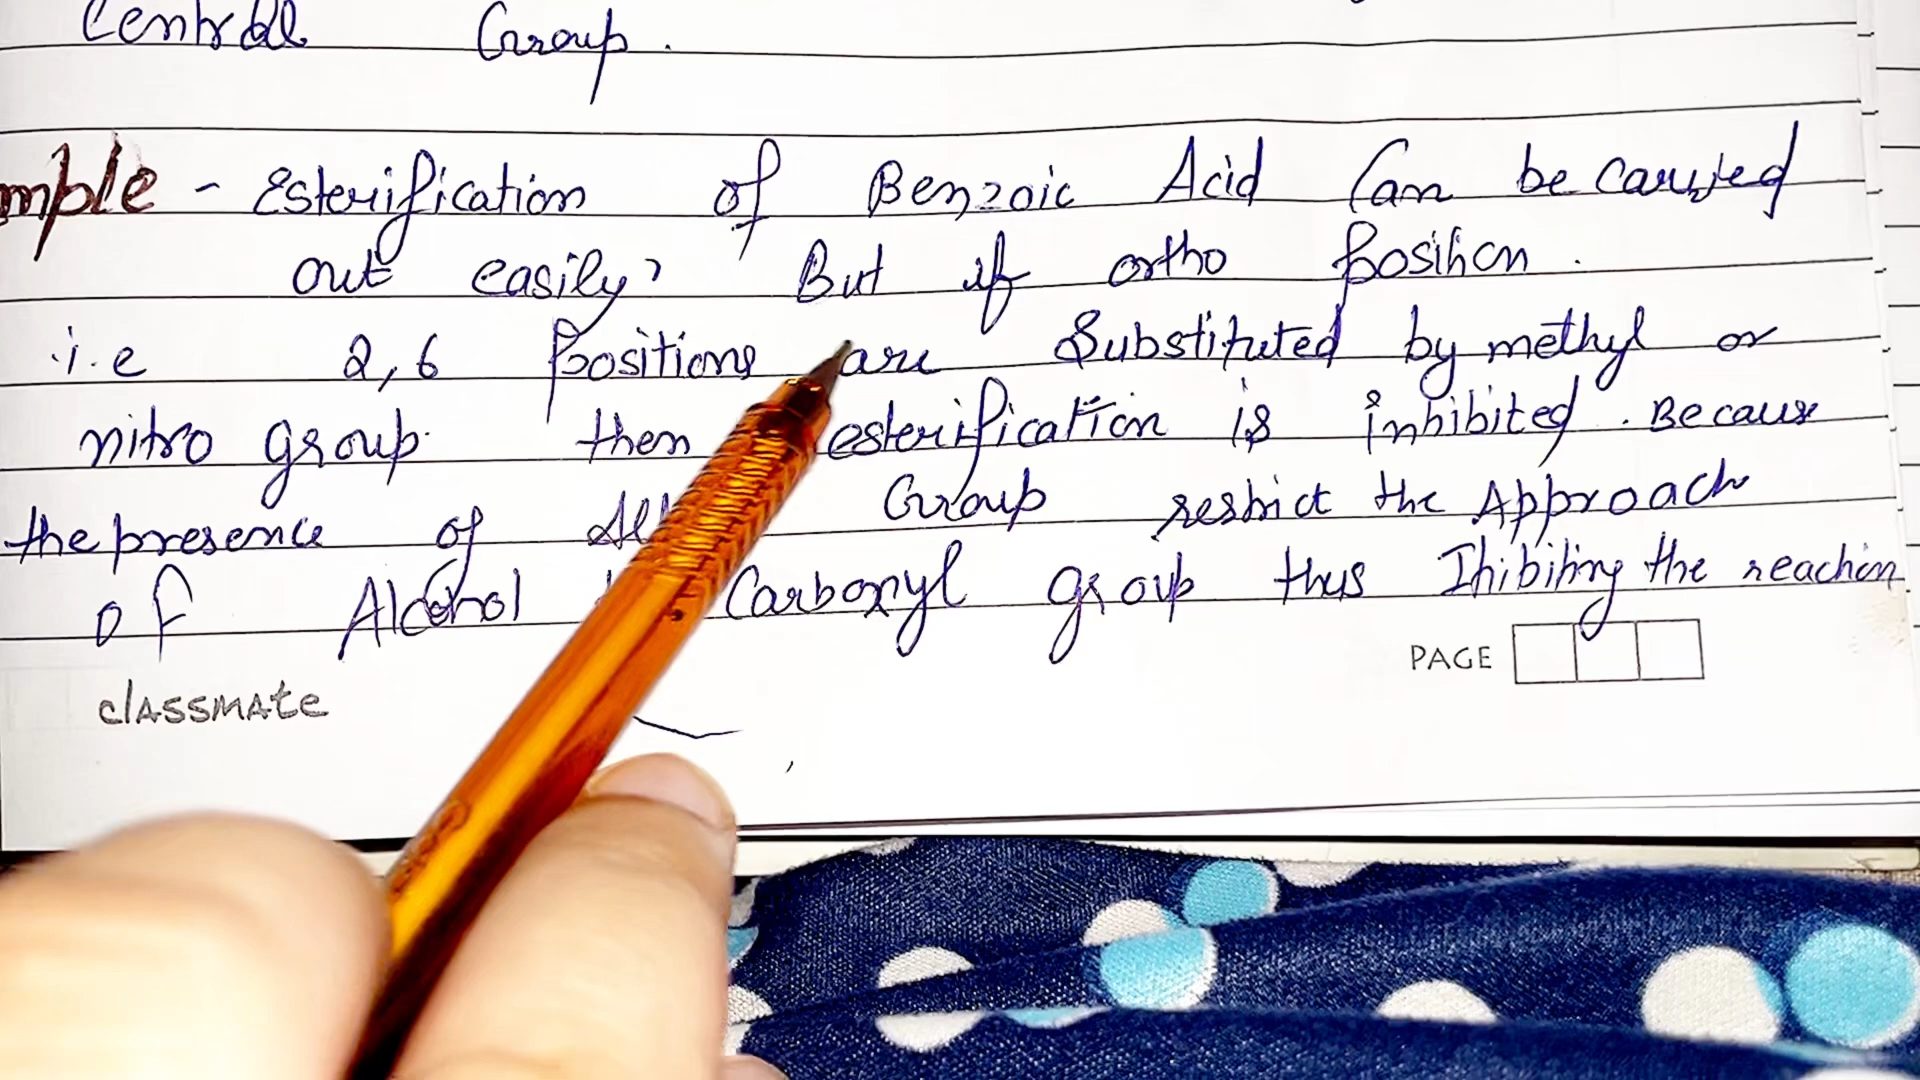 Central Group.
mple - Esterification of Benzoic Acid Can be carried
out easily, But if ortho position.
i.e 2,6 positions are Substituted by methyl or
nitro group. then esterification is inhibited. Because
the presence of Group restrict the Approach
of Alcohol Carboxyl group thus Ihibiting the reaction
PAGE
classmate